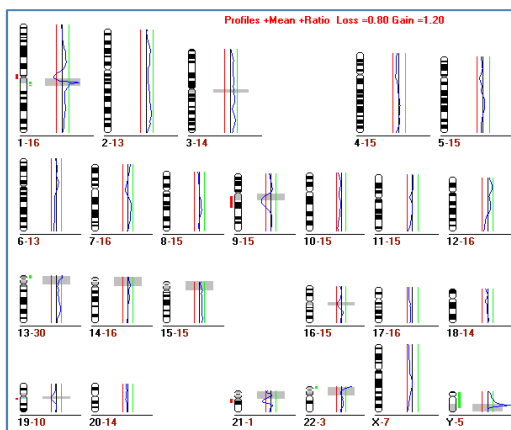 Profiles +Mean +Ratio Loss =0.80 Gain =1.20
1-16 2-13 3-14 4-15 5-15
6-13 7-16 8-15 9-15 10-15 11-15 12-16
13-30 14-16 15-15 16-15 17-16 18-14
19-10 20-14 21-1 22-3 X-7 Y-5